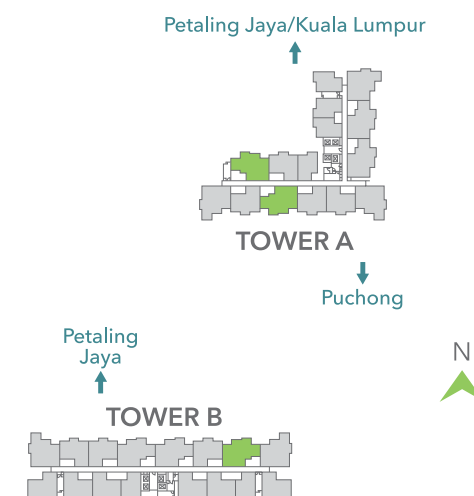 Petaling Jaya/Kuala Lumpur
TOWER A
Puchong
Petaling
Jaya
N
TOWER B